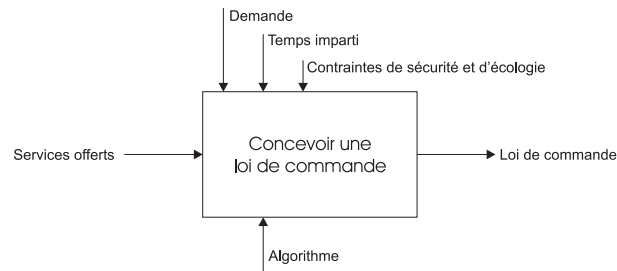 Demande
Temps imparti
Contraintes de sécurité et d'écologie
Concevoir une
loi de commande
Services offerts
Loi de commande
Algorithme